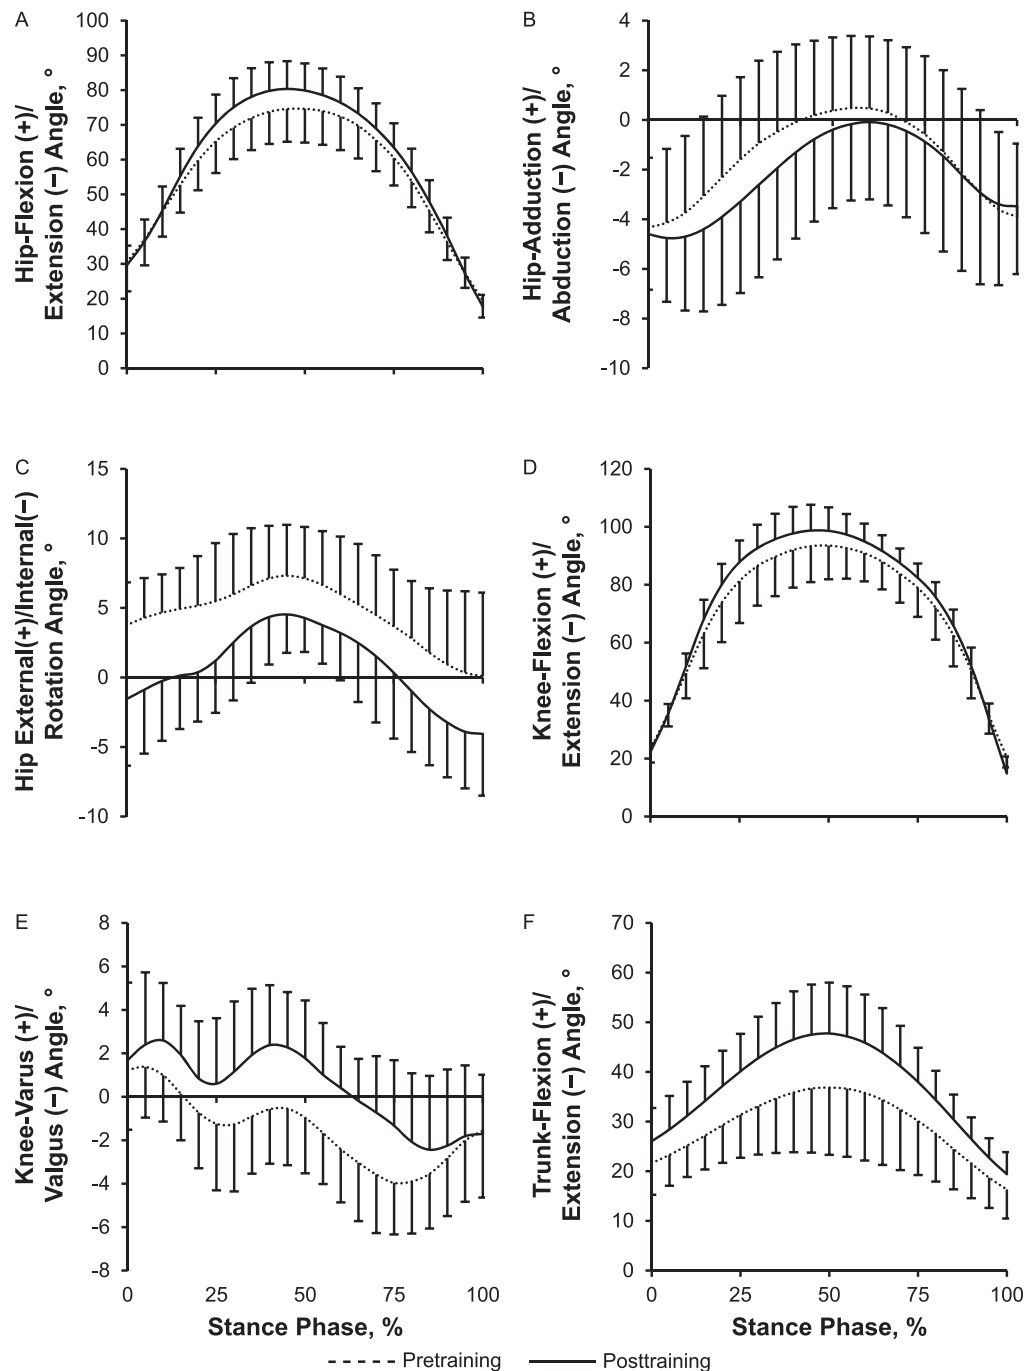 A
Hip-Flexion (+)/
Extension (−) Angle, °
100
90
80
70
60
50
40
30
20
10
0
B
Hip-Adduction (+)/
Abduction (−) Angle, °
4
2
0
-2
-4
-6
-8
-10
C
Hip External(+)/Internal(−)
Rotation Angle, °
15
10
5
0
-5
-10
D
Knee-Flexion (+)/
Extension (−) Angle, °
120
100
80
60
40
20
0
E
Knee-Varus (+)/
Valgus (−) Angle, °
8
6
4
2
0
-2
-4
-6
-8
0 25 50 75 100
Stance Phase, %
F
Trunk-Flexion (+)/
Extension (−) Angle, °
70
60
50
40
30
20
10
0
0 25 50 75 100
Stance Phase, %
Pretraining Posttraining